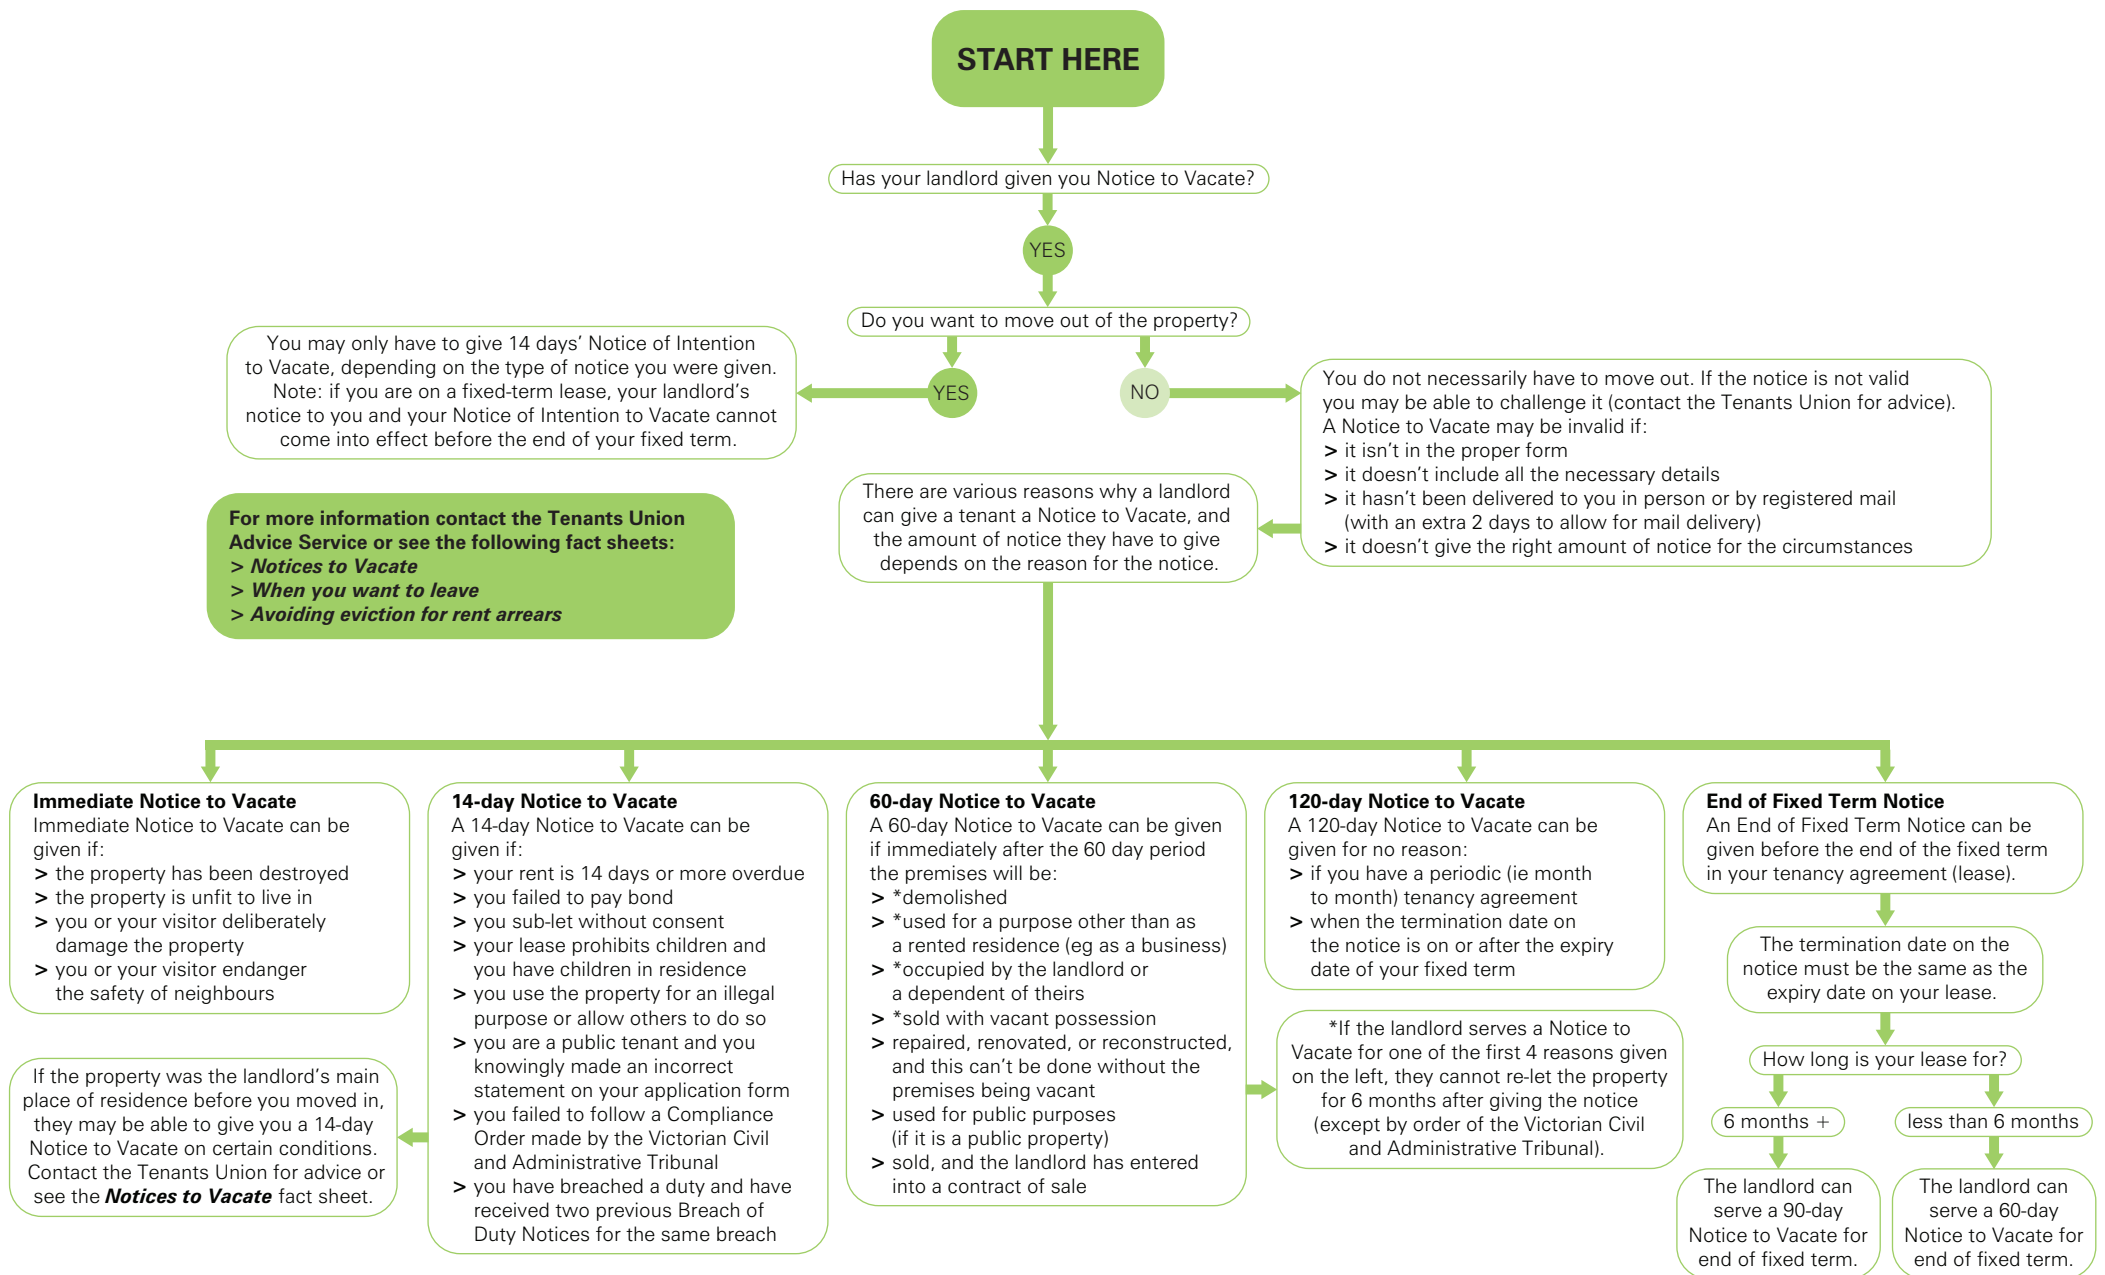 START HERE
Has your landlord given you Notice to Vacate?
YES
Do you want to move out of the property?
YES
NO
You may only have to give 14 days’ Notice of Intention
to Vacate, depending on the type of notice you were given.
Note: if you are on a fixed-term lease, your landlord’s
notice to you and your Notice of Intention to Vacate cannot
come into effect before the end of your fixed term.
You do not necessarily have to move out. If the notice is not valid
you may be able to challenge it (contact the Tenants Union for advice).
A Notice to Vacate may be invalid if:
> it isn’t in the proper form
> it doesn’t include all the necessary details
> it hasn’t been delivered to you in person or by registered mail
(with an extra 2 days to allow for mail delivery)
> it doesn’t give the right amount of notice for the circumstances
There are various reasons why a landlord
can give a tenant a Notice to Vacate, and
the amount of notice they have to give
depends on the reason for the notice.
For more information contact the Tenants Union
Advice Service or see the following fact sheets:
> Notices to Vacate
> When you want to leave
> Avoiding eviction for rent arrears
Immediate Notice to Vacate
Immediate Notice to Vacate can be
given if:
> the property has been destroyed
> the property is unfit to live in
> you or your visitor deliberately
damage the property
> you or your visitor endanger
the safety of neighbours
If the property was the landlord’s main
place of residence before you moved in,
they may be able to give you a 14-day
Notice to Vacate on certain conditions.
Contact the Tenants Union for advice or
see the Notices to Vacate fact sheet.
14-day Notice to Vacate
A 14-day Notice to Vacate can be
given if:
> your rent is 14 days or more overdue
> you failed to pay bond
> you sub-let without consent
> your lease prohibits children and
you have children in residence
> you use the property for an illegal
purpose or allow others to do so
> you are a public tenant and you
knowingly made an incorrect
statement on your application form
> you failed to follow a Compliance
Order made by the Victorian Civil
and Administrative Tribunal
> you have breached a duty and have
received two previous Breach of
Duty Notices for the same breach
60-day Notice to Vacate
A 60-day Notice to Vacate can be given
if immediately after the 60 day period
the premises will be:
> *demolished
> *used for a purpose other than as
a rented residence (eg as a business)
> *occupied by the landlord or
a dependent of theirs
> *sold with vacant possession
> repaired, renovated, or reconstructed,
and this can’t be done without the
premises being vacant
> used for public purposes
(if it is a public property)
> sold, and the landlord has entered
into a contract of sale
120-day Notice to Vacate
A 120-day Notice to Vacate can be
given for no reason:
> if you have a periodic (ie month
to month) tenancy agreement
> when the termination date on
the notice is on or after the expiry
date of your fixed term
*If the landlord serves a Notice to
Vacate for one of the first 4 reasons given
on the left, they cannot re-let the property
for 6 months after giving the notice
(except by order of the Victorian Civil
and Administrative Tribunal).
End of Fixed Term Notice
An End of Fixed Term Notice can be
given before the end of the fixed term
in your tenancy agreement (lease).
The termination date on the
notice must be the same as the
expiry date on your lease.
How long is your lease for?
6 months +
less than 6 months
The landlord can
serve a 90-day
Notice to Vacate for
end of fixed term.
The landlord can
serve a 60-day
Notice to Vacate for
end of fixed term.